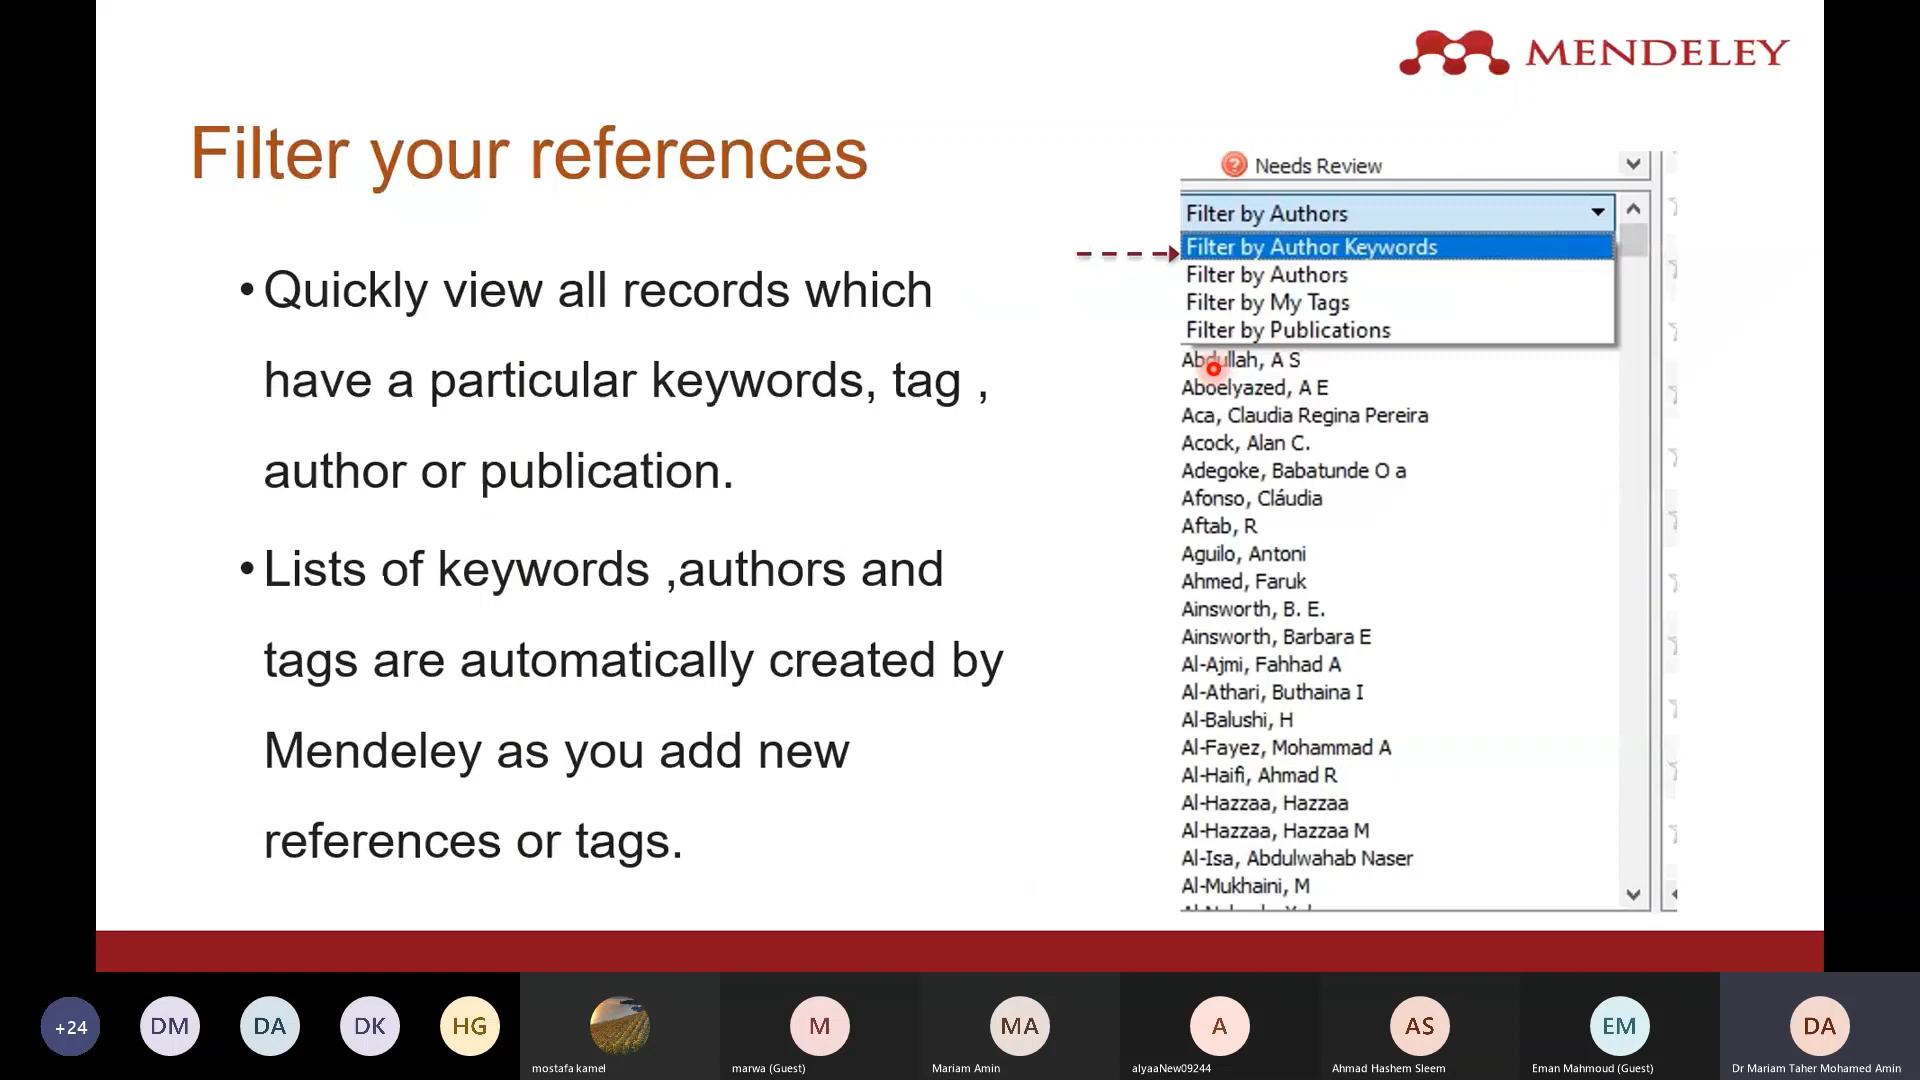 MENDELEY
Filter your references
•Quickly view all records which
have a particular keywords, tag ,
author or publication.
•Lists of keywords ,authors and
tags are automatically created by
Mendeley as you add new
references or tags.
? Needs Review
Filter by Authors
Filter by Author Keywords
Filter by Authors
Filter by My Tags
Filter by Publications
Abdullah, A S
Aboelyazed, A E
Aca, Claudia Regina Pereira
Acock, Alan C.
Adegoke, Babatunde O a
Afonso, Cláudia
Aftab, R
Aguilo, Antoni
Ahmed, Faruk
Ainsworth, B. E.
Ainsworth, Barbara E
Al-Ajmi, Fahhad A
Al-Athari, Buthaina I
Al-Balushi, H
Al-Fayez, Mohammad A
Al-Haifi, Ahmad R
Al-Hazzaa, Hazzaa
Al-Hazzaa, Hazzaa M
Al-Isa, Abdulwahab Naser
Al-Mukhaini, M
+24
DM
DA
DK
HG
mostafa kamel
M
marwa (Guest)
MA
Mariam Amin
A
alyaaNew09244
AS
Ahmad Hashem Sleem
EM
Eman Mahmoud (Guest)
DA
Dr Mariam Taher Mohamed Amin